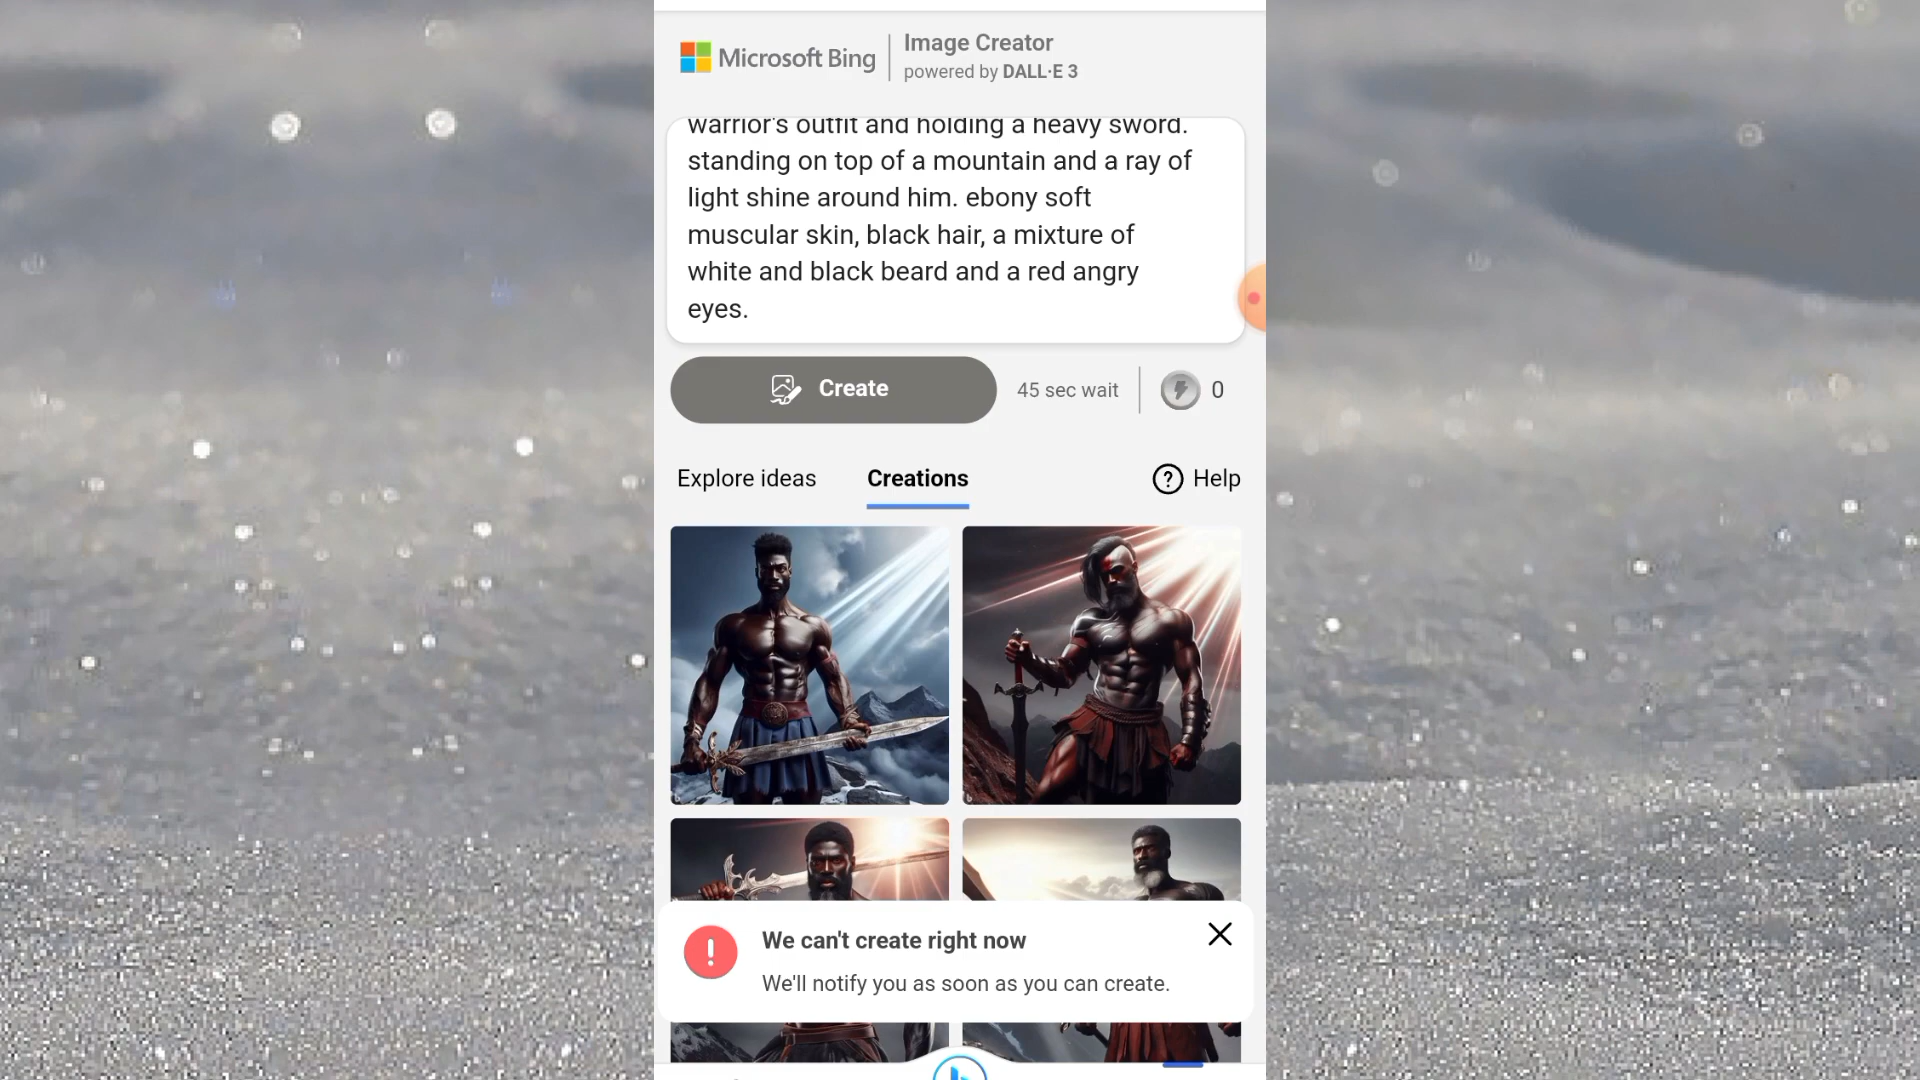 Microsoft Bing
Image Creator
powered by DALL·E 3
warrior's outfit and holding a heavy sword.
standing on top of a mountain and a ray of
light shine around him. ebony soft
muscular skin, black hair, a mixture of
white and black beard and a red angry
eyes.
Create
45 sec wait
0
Explore ideas
Creations
Help
We can't create right now
We'll notify you as soon as you can create.